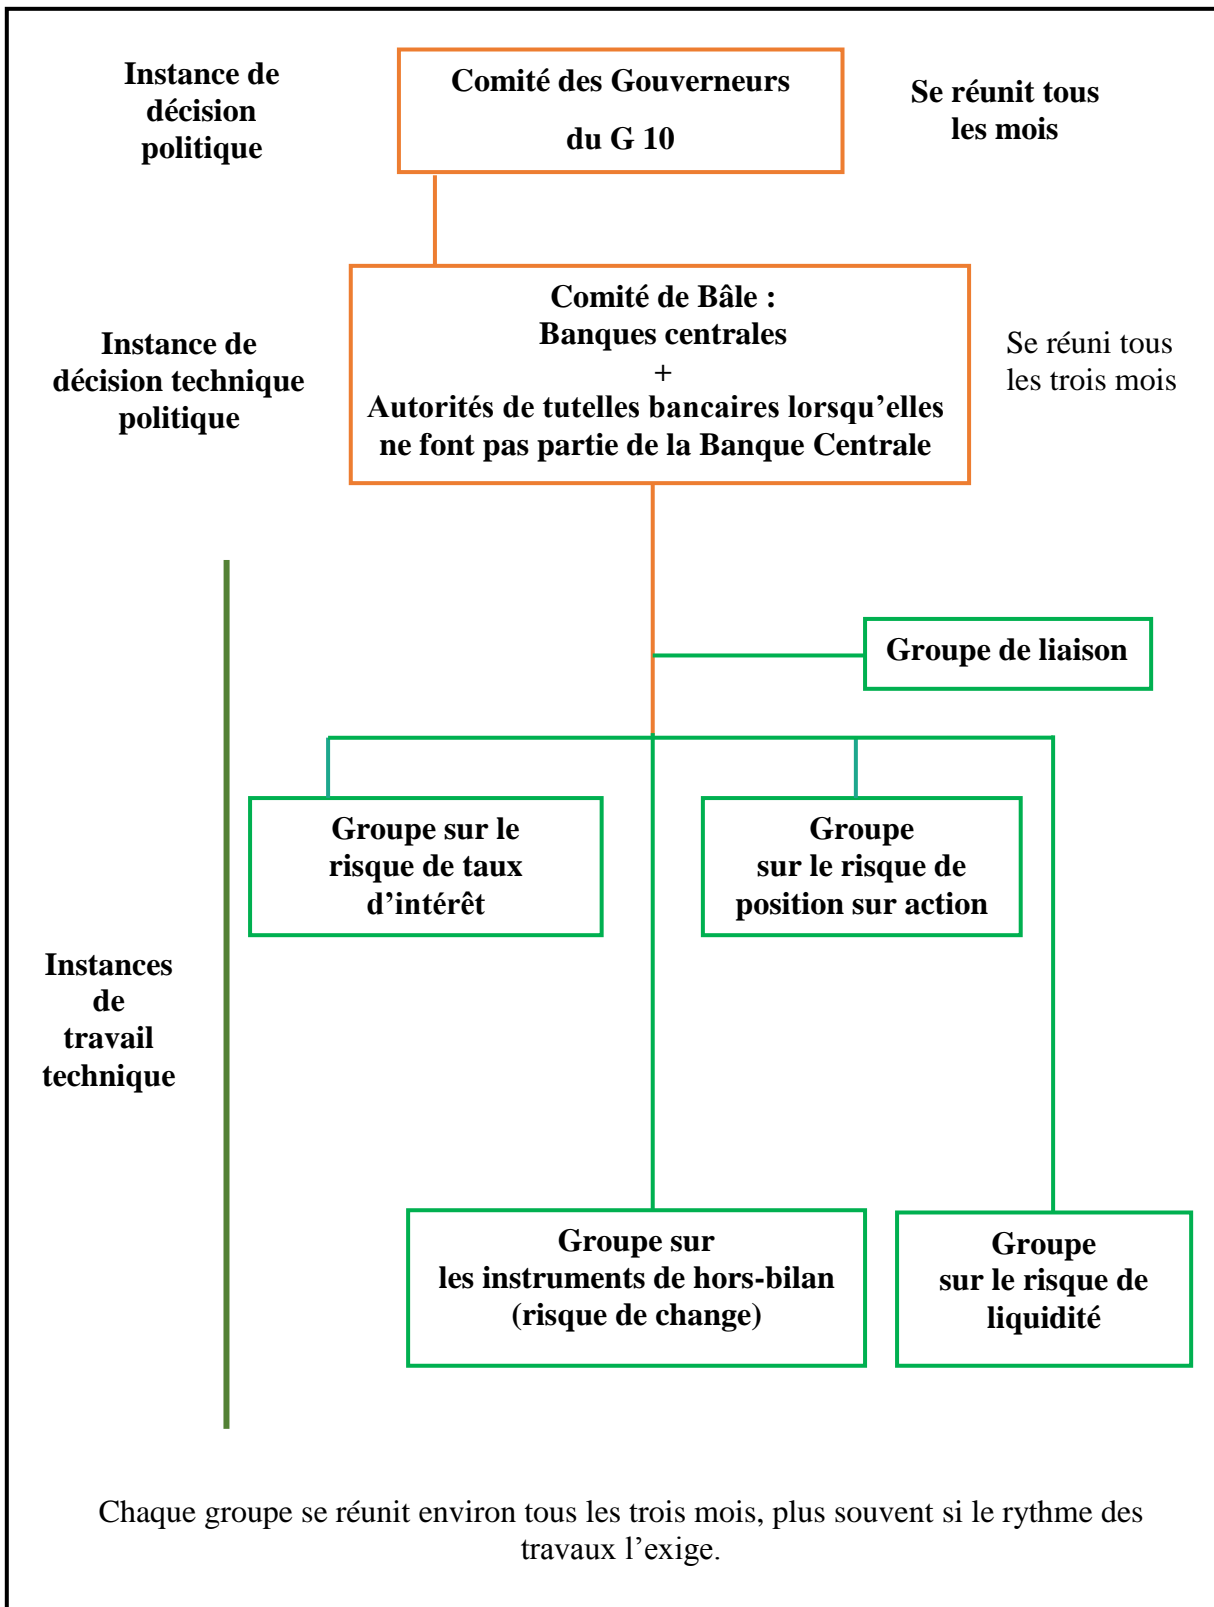 Instance de
décision
politique
Comité des Gouverneurs
du G 10
Se réunit tous
les mois
Instance de
décision technique
politique
Comité de Bâle :
Banques centrales
+
Autorités de tutelles bancaires lorsqu’elles
ne font pas partie de la Banque Centrale
Se réuni tous
les trois mois
Groupe de liaison
Groupe sur le
risque de taux
d’intérêt
Groupe
sur le risque de
position sur action
Instances
de
travail
technique
Groupe sur
les instruments de hors-bilan
(risque de change)
Groupe
sur le risque de
liquidité
Chaque groupe se réunit environ tous les trois mois, plus souvent si le rythme des
travaux l’exige.